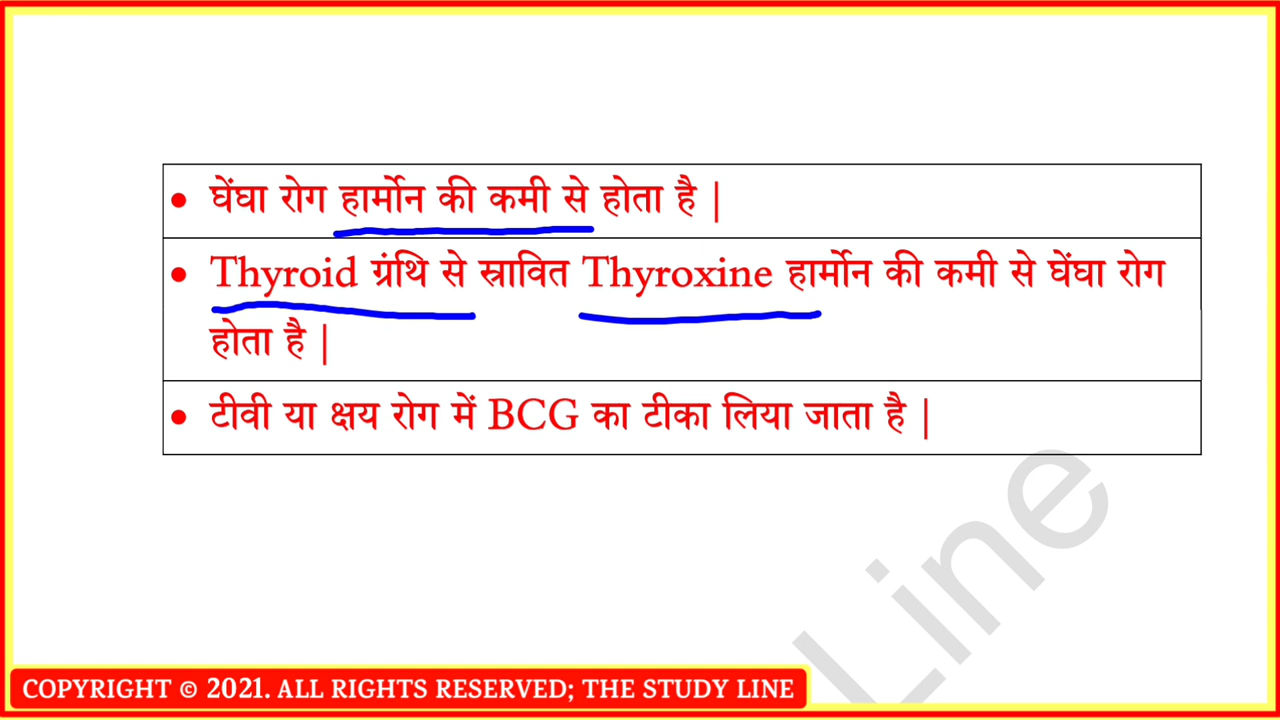 • घेंघा रोग हार्मोन की कमी से होता है |
• Thyroid ग्रंथि से स्रावित Thyroxine हार्मोन की कमी से घेंघा रोग
होता है |
• टीवी या क्षय रोग में BCG का टीका लिया जाता है |
Line
COPYRIGHT © 2021. ALL RIGHTS RESERVED; THE STUDY LINE